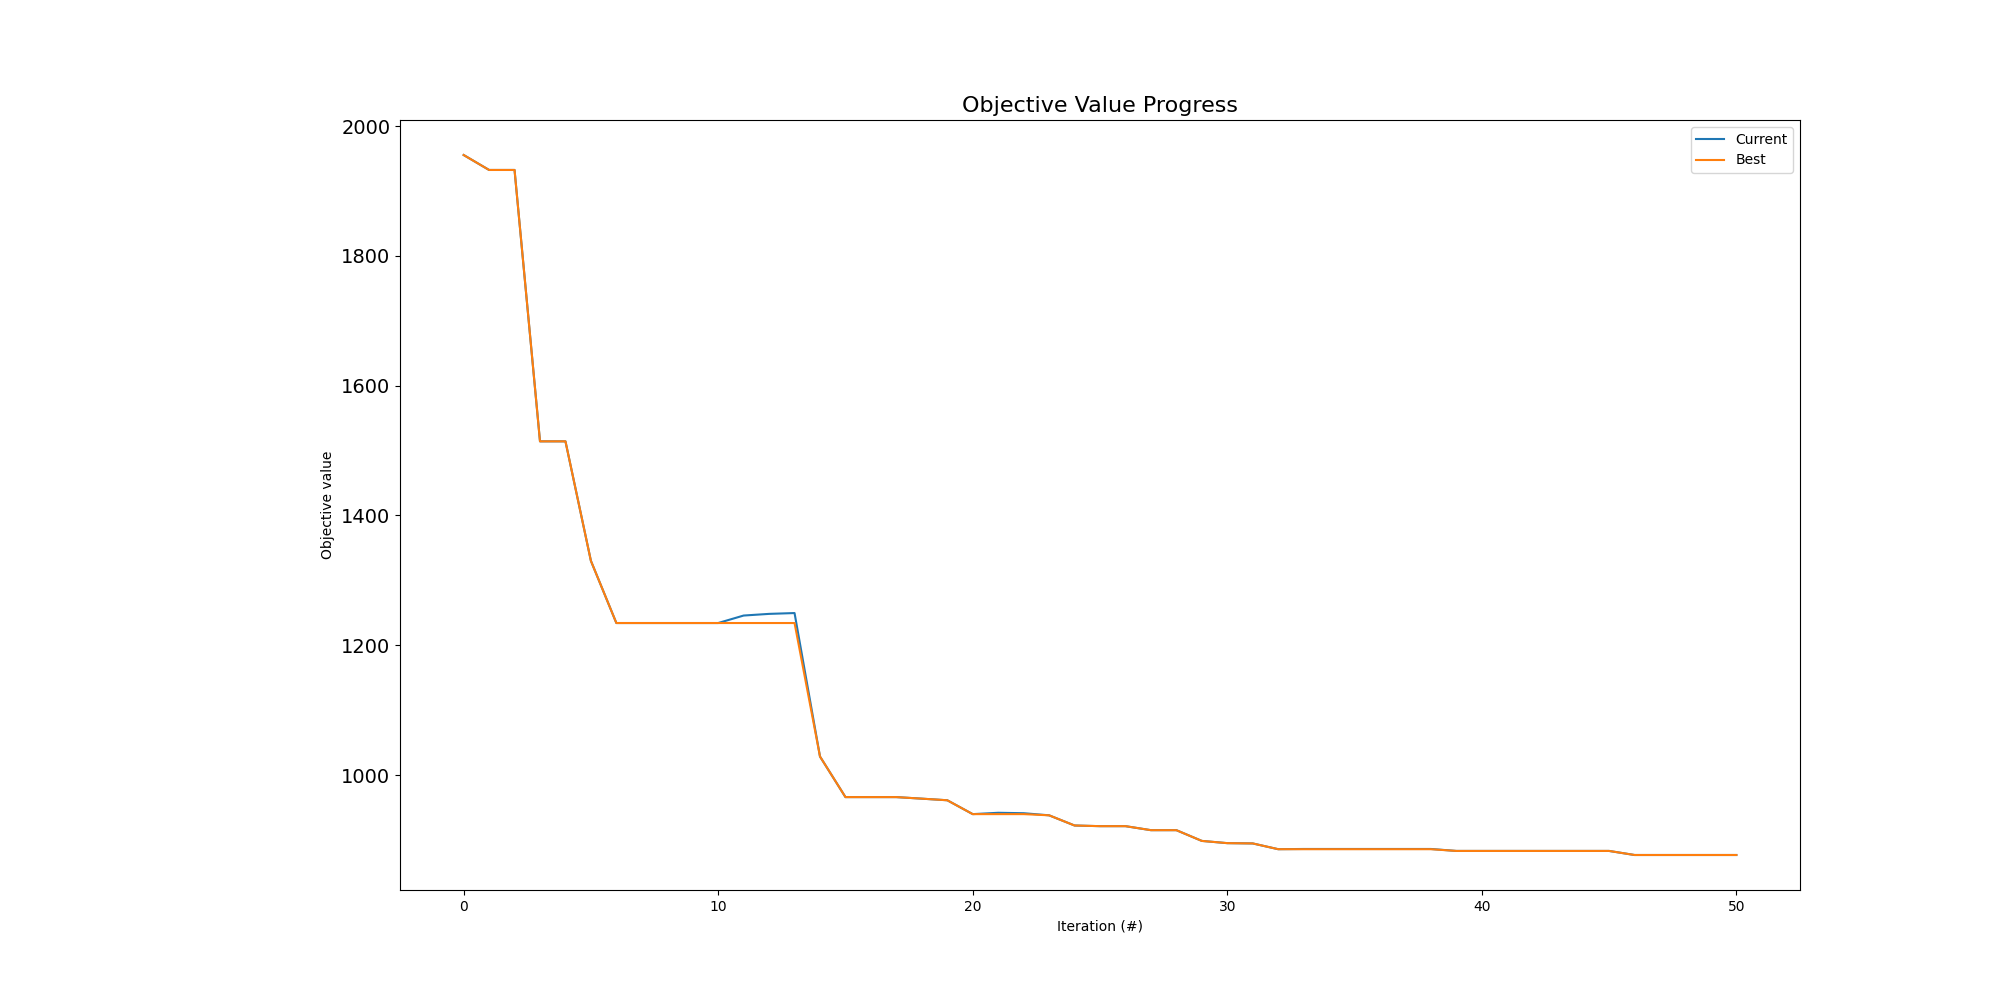 Objective Value Progress
Current
Best
2000
1800
1600
1400
1200
1000
Objective value
0 10 20 30 40 50
Iteration (#)